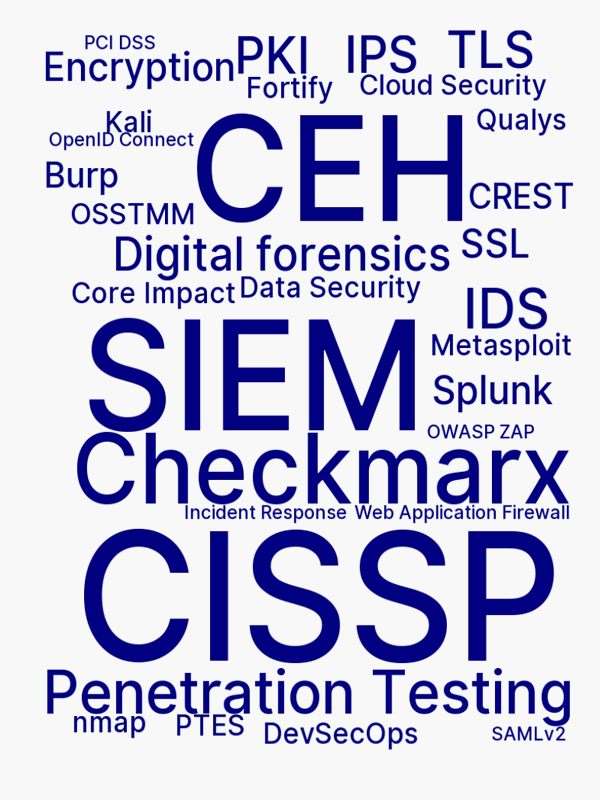 PCI DSS
Encryption
PKI
IPS
TLS
Fortify
Cloud Security
Kali
OpenID Connect
CEH
Qualys
Burp
OSSTMM
CREST
Digital forensics
SSL
Core Impact
Data Security
IDS
SIEM
Metasploit
Splunk
OWASP ZAP
Checkmarx
Incident Response
Web Application Firewall
CISSP
Penetration Testing
nmap
PTES
DevSecOps
SAMLv2